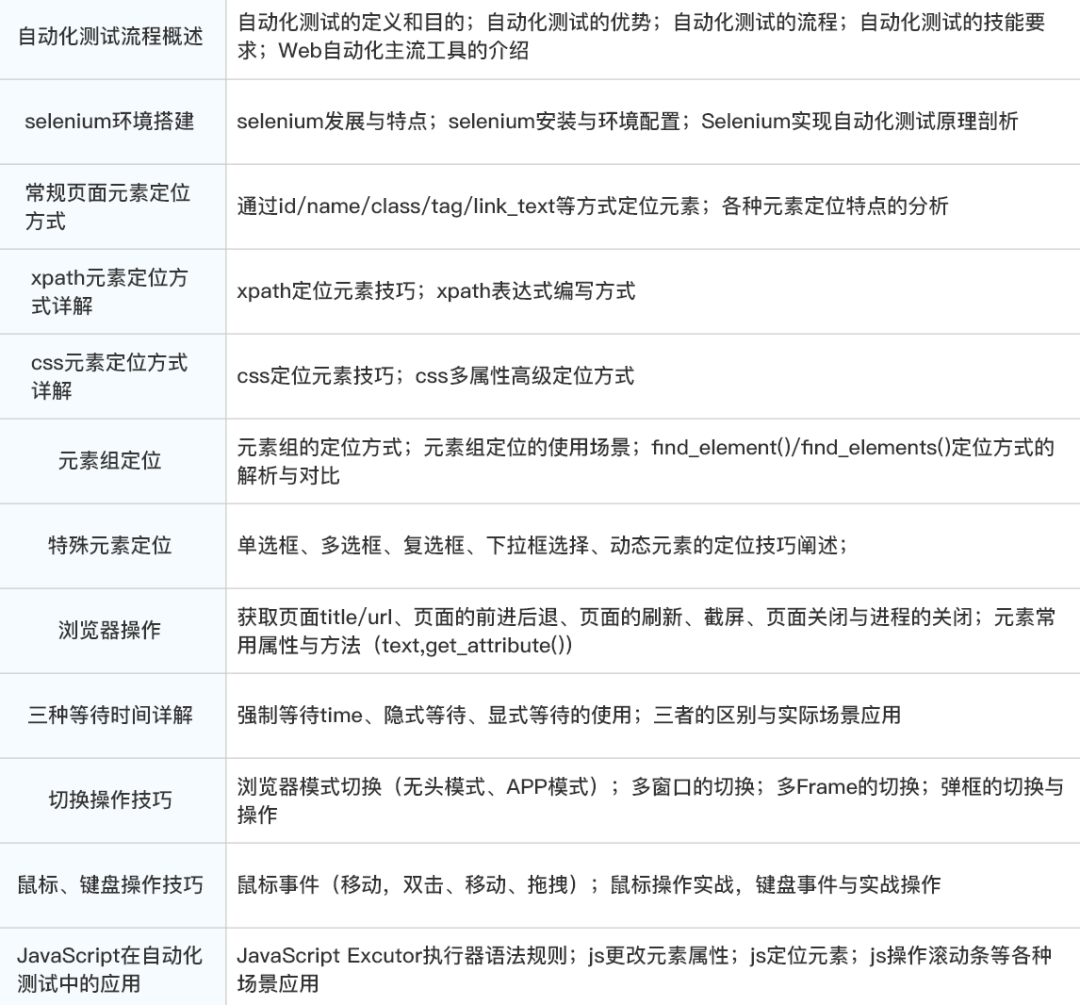 自动化测试流程概述
自动化测试的定义和目的；自动化测试的优势；自动化测试的流程；自动化测试的技能要
求；Web自动化主流工具的介绍
selenium环境搭建
selenium发展与特点；selenium安装与环境配置；Selenium实现自动化测试原理剖析
常规页面元素定位
方式
通过id/name/class/tag/link_text等方式定位元素；各种元素定位特点的分析
xpath元素定位方
式详解
xpath定位元素技巧；xpath表达式编写方式
css元素定位方式
详解
css定位元素技巧；css多属性高级定位方式
元素组定位
元素组的定位方式；元素组定位的使用场景；find_element()/find_elements()定位方式的
解析与对比
特殊元素定位
单选框、多选框、复选框、下拉框选择、动态元素的定位技巧阐述；
浏览器操作
获取页面title/url、页面的前进后退、页面的刷新、截屏、页面关闭与进程的关闭；元素常
用属性与方法（text,get_attribute())
三种等待时间详解
强制等待time、隐式等待、显式等待的使用；三者的区别与实际场景应用
切换操作技巧
浏览器模式切换（无头模式、APP模式）；多窗口的切换；多Frame的切换；弹框的切换与
操作
鼠标、键盘操作技巧
鼠标事件（移动，双击、移动、拖拽）；鼠标操作实战，键盘事件与实战操作
JavaScript在自动化
测试中的应用
JavaScript Excutor执行器语法规则；js更改元素属性；js定位元素；js操作滚动条等各种
场景应用